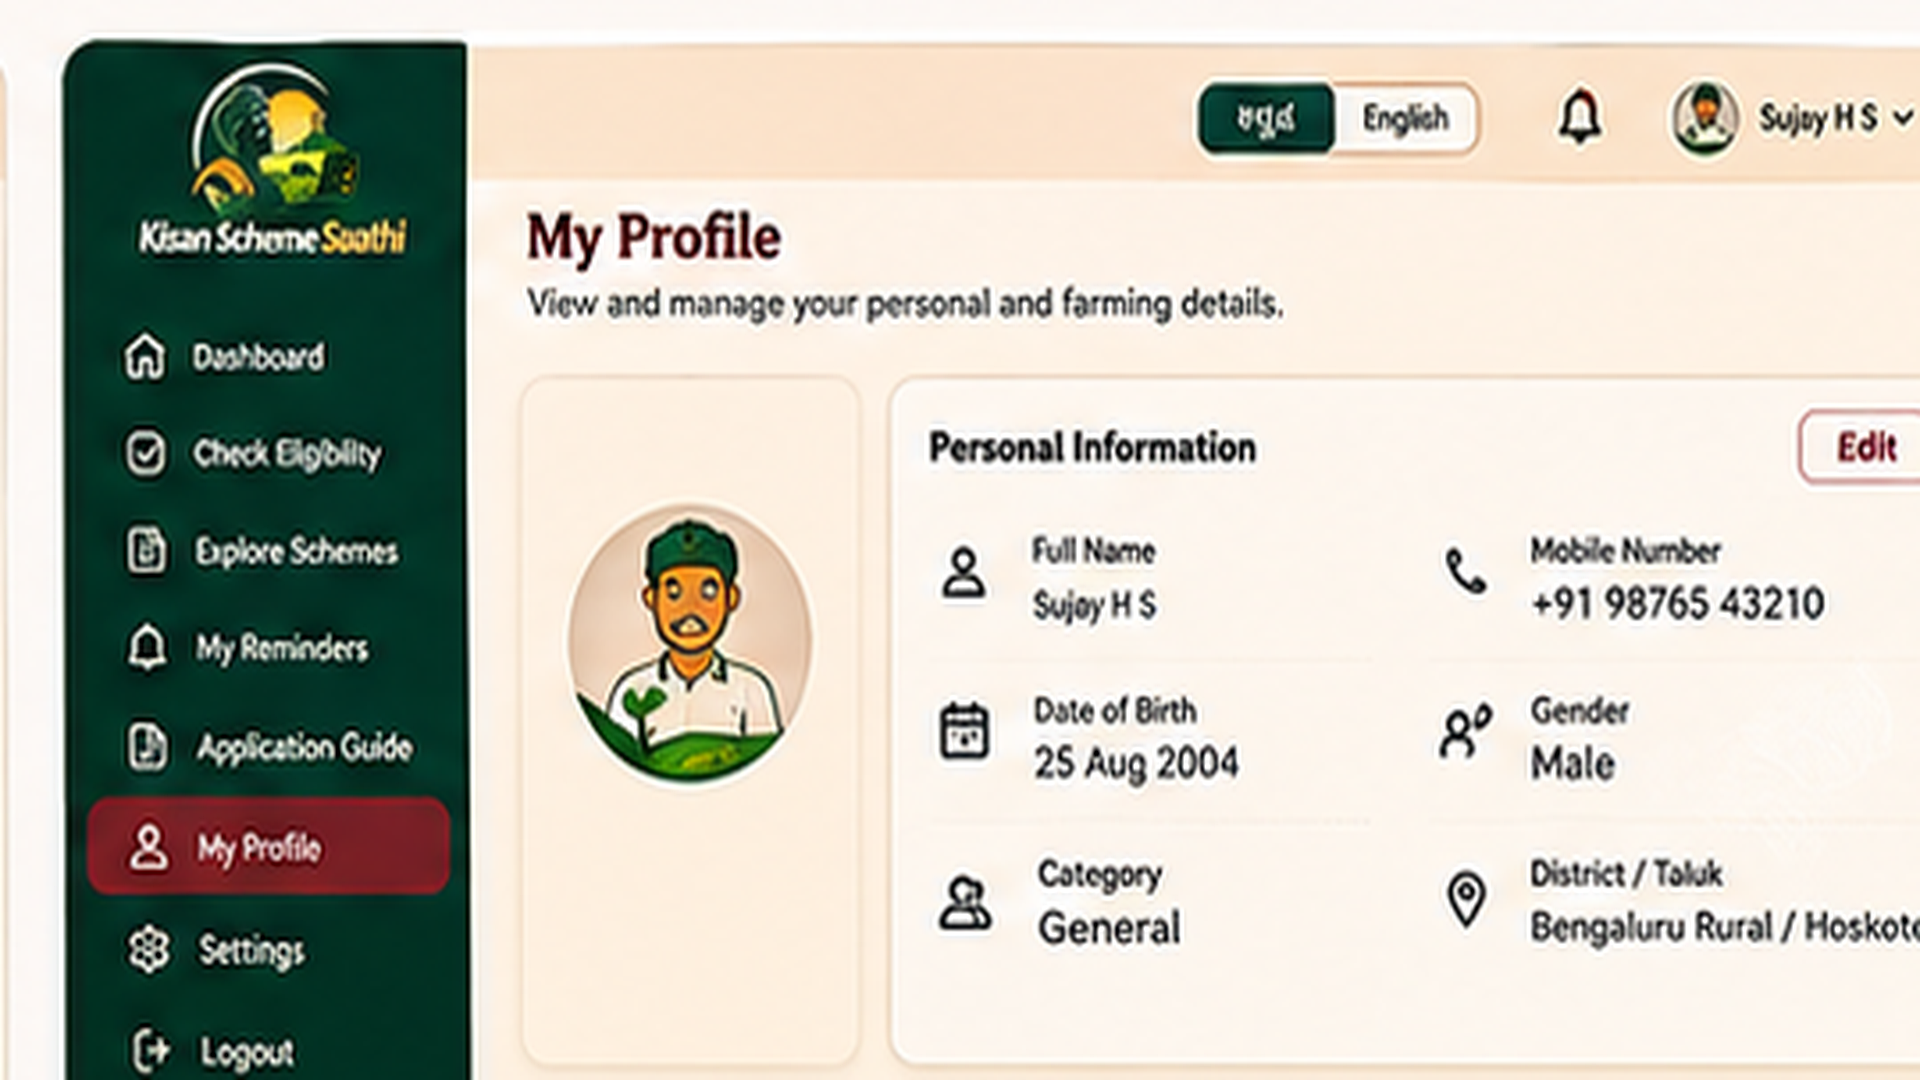 English
Sujay H S
Kisan Scheme Saathi
My Profile
View and manage your personal and farming details.
Dashboard
Check Eligibility
Explore Schemes
My Reminders
Application Guide
My Profile
Settings
Logout
Personal Information
Edit
Full Name
Sujay H S
Mobile Number
+91 98765 43210
Date of Birth
25 Aug 2004
Gender
Male
Category
General
District / Taluk
Bengaluru Rural /